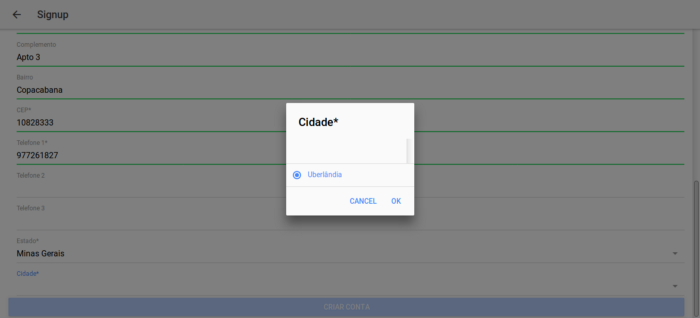 Signup
Complemento
Apto 3
Bairro
Copacabana
CEP*
10828333
Telefone 1*
977261827
Telefone 2
Telefone 3
Estado*
Minas Gerais
Cidade*
CRIAR CONTA
Cidade*
Uberlândia
CANCEL OK